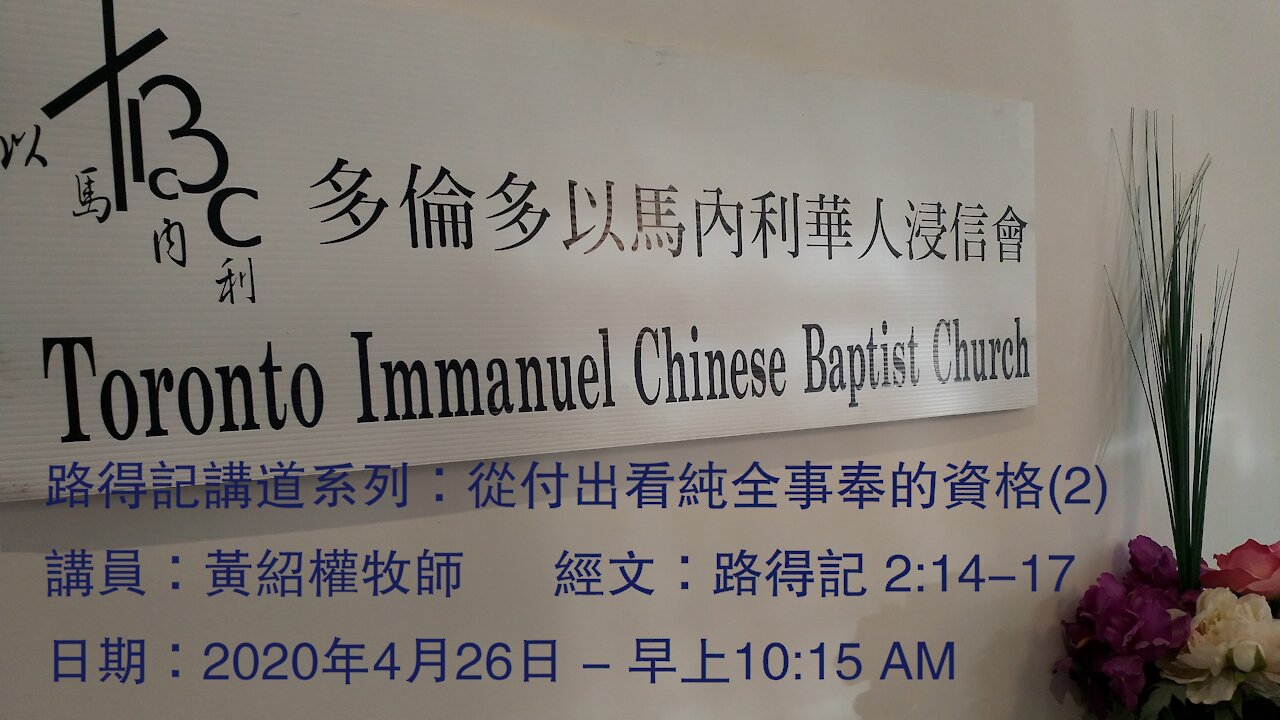 TIBCC
以
馬
內
利
多倫多以馬內利華人浸信會
Toronto Immanuel Chinese Baptist Church
路得記講道系列：從付出看純全事奉的資格(2)
講員：黃紹權牧師 經文：路得記 2:14-17
日期：2020年4月26日 - 早上10:15 AM